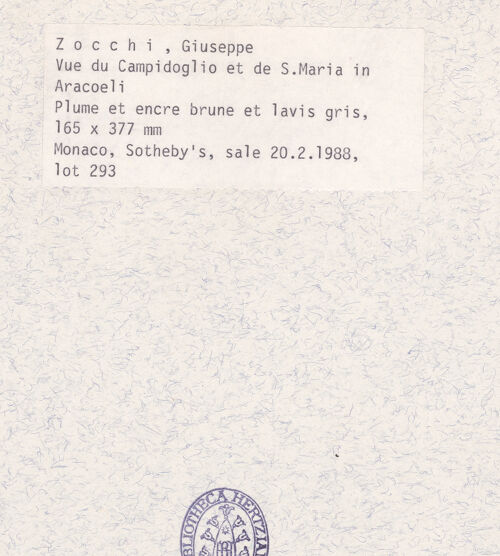 Z o c c h i , Giuseppe
Vue du Campidoglio et de S.Maria in
Aracoeli
Plume et encre brune et lavis gris,
165 x 377 mm
Monaco, Sotheby's, sale 20.2.1988,
lot 293
BIBLIOTHECA HERTZIA